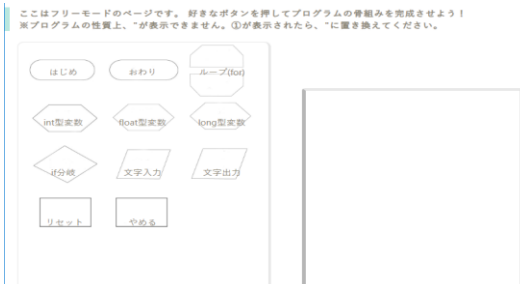 ここはフリーモードのページです。 好きなボタンを押してプログラムの骨組みを完成させよう！
※プログラムの性質上、"が表示できません。①が表示されたら、"に置き換えてください。
はじめ おわり ループ(for)
int型変数 float型変数 long型変数
if分岐 文字入力 文字出力
リセット やめる